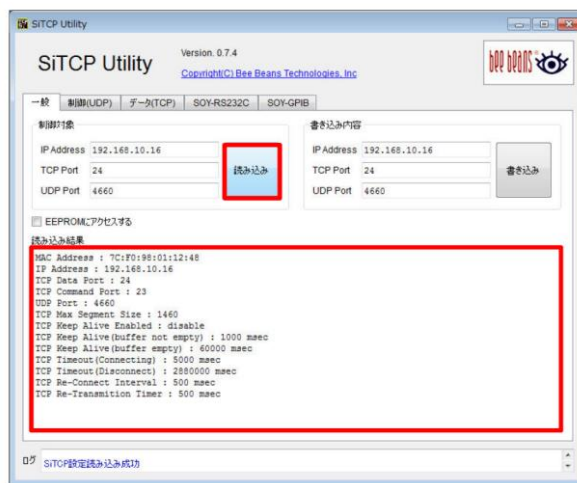 SiTCP Utility
SiTCP Utility
Version. 0.7.4
Copyright(C) Bee Beans Technologies, Inc
bee beans
一般 制御(UDP) データ(TCP) SOY-RS232C SOY-GPIB
制御対象
IP Address 192.168.10.16
TCP Port 24
UDP Port 4660
読み込み
書き込み内容
IP Address 192.168.10.16
TCP Port 24
UDP Port 4660
書き込み
EEPROMにアクセスする
読み込み結果
MAC Address : 7C:F0:98:01:12:48
IP Address : 192.168.10.16
TCP Data Port : 24
TCP Command Port : 23
UDP Port : 4660
TCP Max Segment Size : 1460
TCP Keep Alive Enabled : disable
TCP Keep Alive(buffer not empty) : 1000 msec
TCP Keep Alive(buffer empty) : 60000 msec
TCP Timeout(Connecting) : 5000 msec
TCP Timeout(Disconnect) : 2880000 msec
TCP Re-Connect Interval : 500 msec
TCP Re-Transmition Timer : 500 msec
ログ SiTCP設定読み込み成功